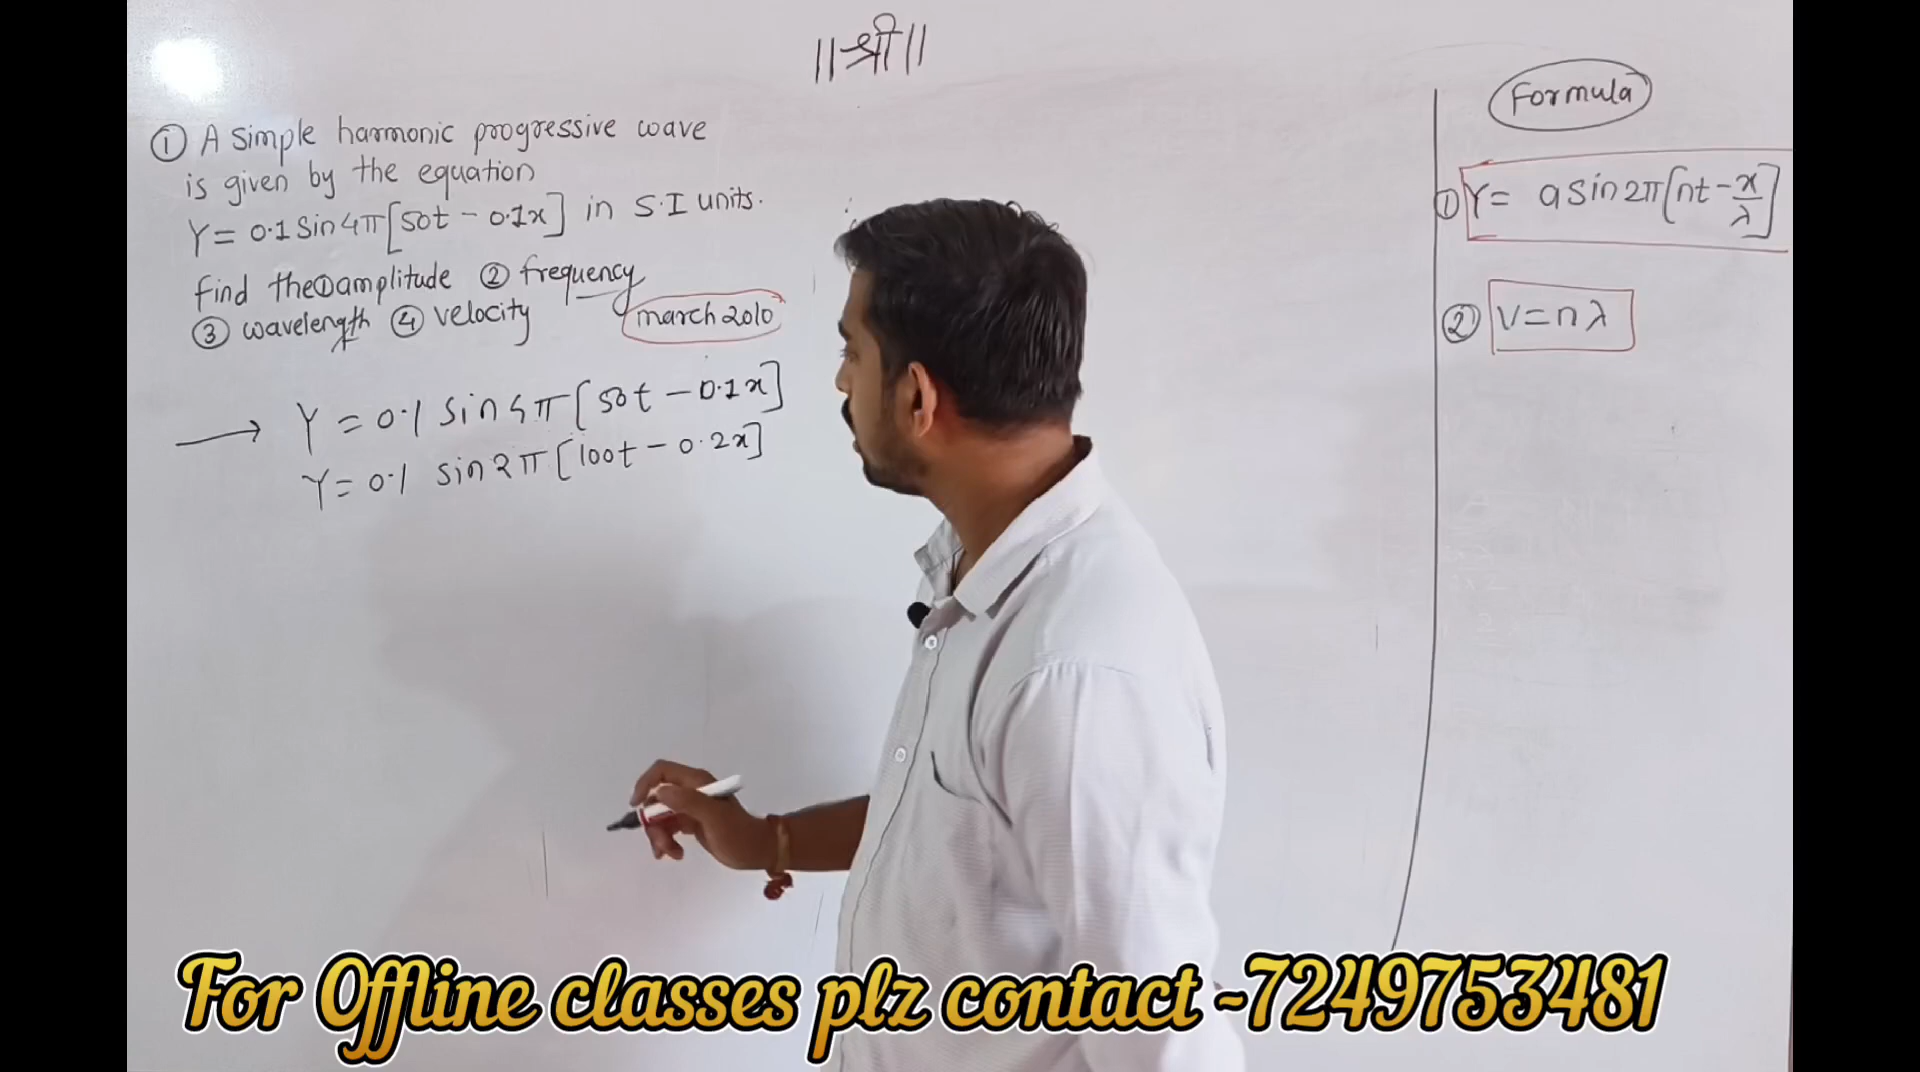 ॥श्री॥
① A simple harmonic progressive wave
is given by the equation
Y = 0.1 sin 4π [50t - 0.1x] in S.I units.
find the ① amplitude ② frequency
③ wavelength ④ velocity
march 2010
Y = 0.1 sin 4π [50t - 0.1x]
Y = 0.1 sin 2π [100t - 0.2x]
Formula
① Y = a sin 2π [nt - x/λ]
② V = nλ
For Offline classes plz contact -7249753481